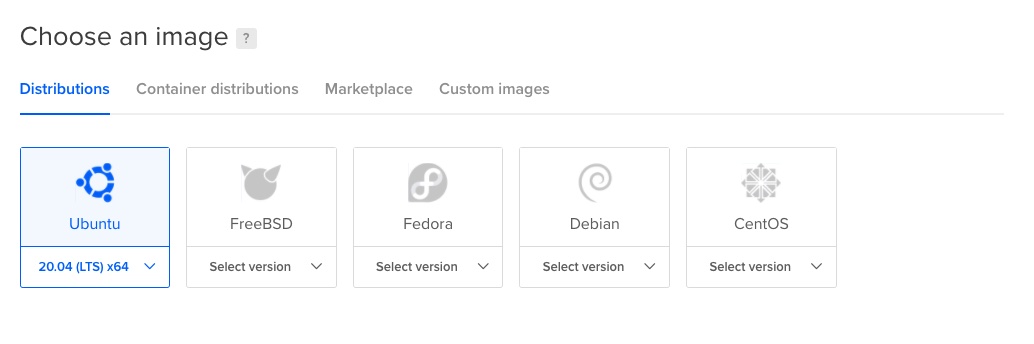 Choose an image ?
Distributions Container distributions Marketplace Custom images
Ubuntu FreeBSD Fedora Debian CentOS
20.04 (LTS) x64 Select version Select version Select version Select version